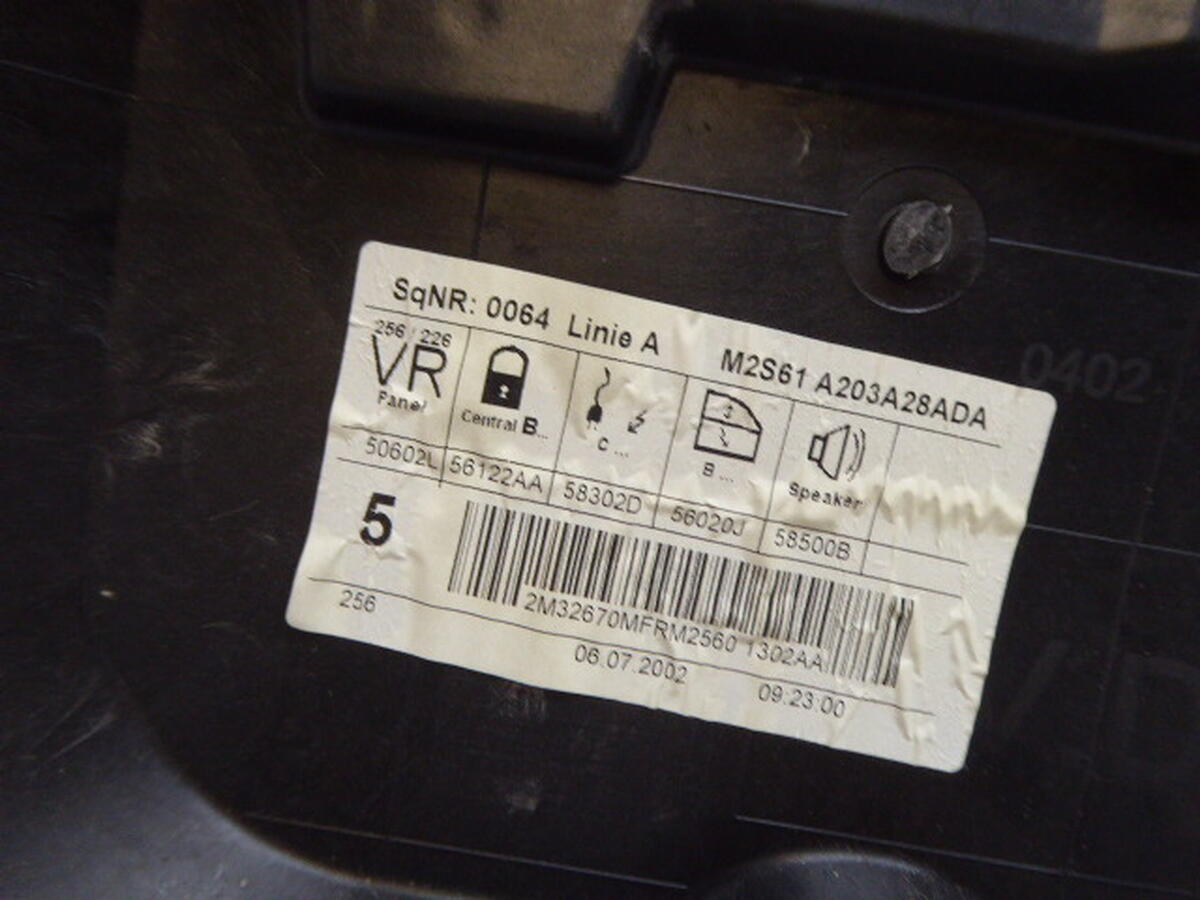 SqNR: 0064 Linie A M2S61 A203A28ADA
256 / 226
VR
Panel
Central B...
C ...
B ...
Speaker
50602L 56122AA 58302D 56020J 58500B
5
2M32670MFRM2560 1302AA
256 06.07.2002 09:23:00
0402